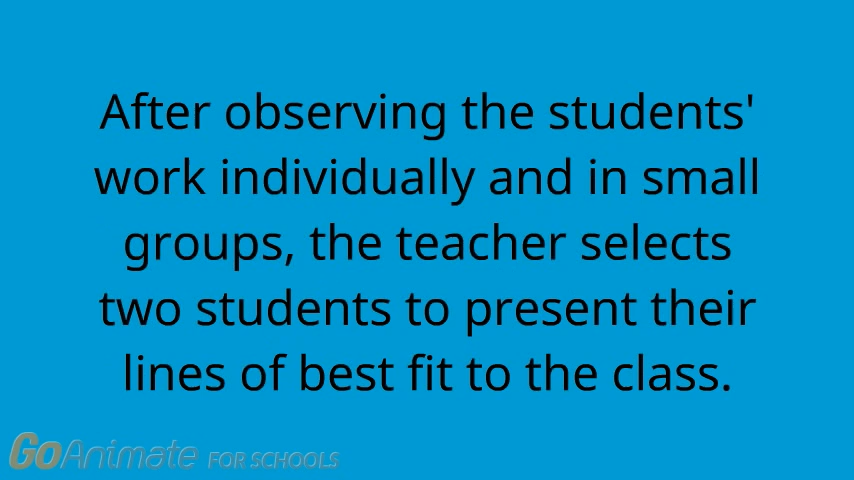 After observing the students'
work individually and in small
groups, the teacher selects
two students to present their
lines of best fit to the class.
GoAnimate FOR SCHOOLS